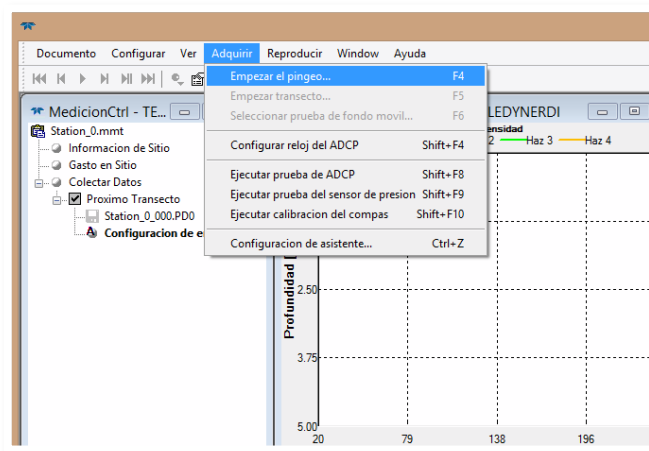 Documento Configurar Ver Adquirir Reproducir Window Ayuda
Empezar el pingeo... F4
Empezar transecto... F5
Seleccionar prueba de fondo movil... F6
Configurar reloj del ADCP Shift+F4
Ejecutar prueba de ADCP Shift+F8
Ejecutar prueba del sensor de presion Shift+F9
Ejecutar calibracion del compas Shift+F10
Configuracion de asistente... Ctrl+Z
MedicionCtrl - TE...
Station_0.mmt
Informacion de Sitio
Gasto en Sitio
Colectar Datos
Proximo Transecto
Station_0_000.PD0
Configuracion de e
LEDYNERDI
ensidad
2 Haz 3 Haz 4
Profundidad
2.50
3.75
5.00
20 79 138 196